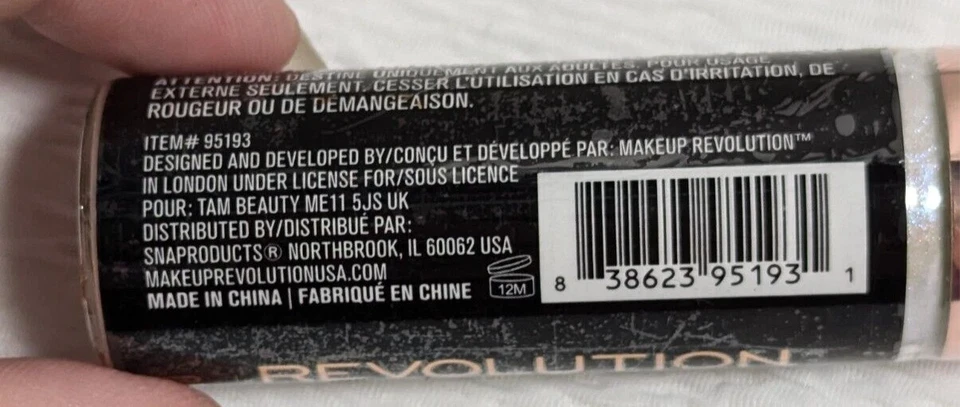 ATTENTION: DESTINÉ UNIQUEMENT AUX ADULTES. POUR USAGE
EXTERNE SEULEMENT. CESSER L'UTILISATION EN CAS D'IRRITATION, DE
ROUGEUR OU DE DÉMANGEAISON.
ITEM# 95193
DESIGNED AND DEVELOPED BY/CONÇU ET DÉVELOPPÉ PAR: MAKEUP REVOLUTION™
IN LONDON UNDER LICENSE FOR/SOUS LICENCE
POUR: TAM BEAUTY ME11 5JS UK
DISTRIBUTED BY/DISTRIBUÉ PAR:
SNAPRODUCTS® NORTHBROOK, IL 60062 USA
MAKEUPREVOLUTIONUSA.COM
MADE IN CHINA | FABRIQUÉ EN CHINE
12M
8 38623 95193 1
REVOLUTION